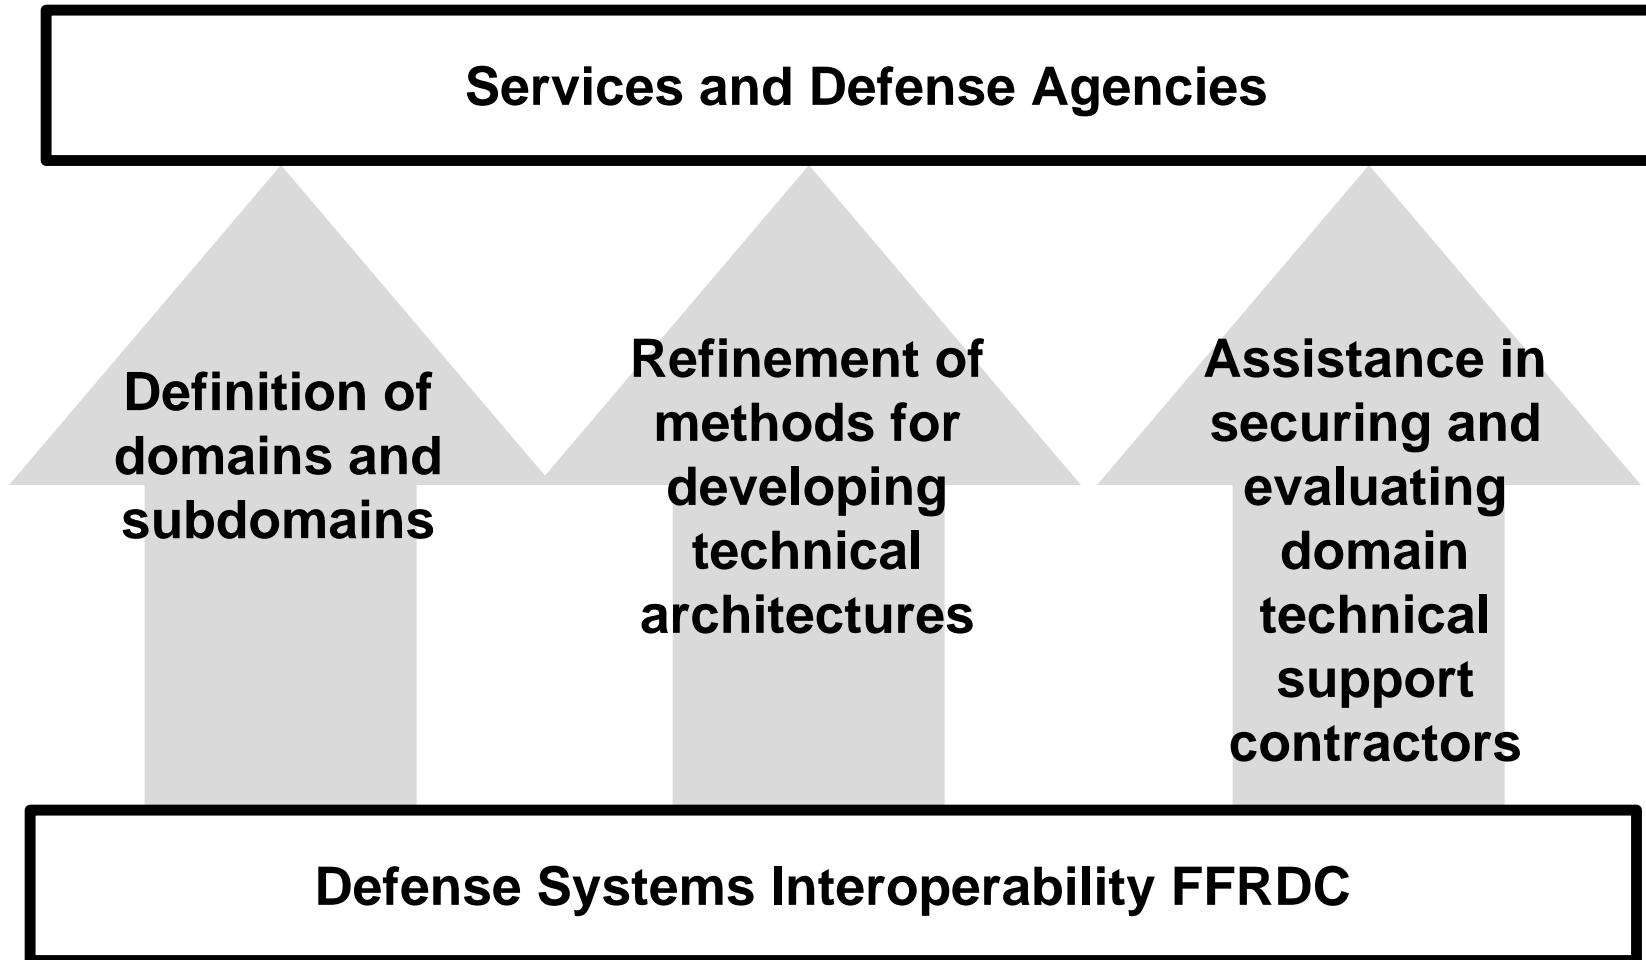 Services and Defense Agencies
Definition of
domains and
subdomains
Refinement of
methods for
developing
technical
architectures
Assistance in
securing and
evaluating
domain
technical
support
contractors
Defense Systems Interoperability FFRDC